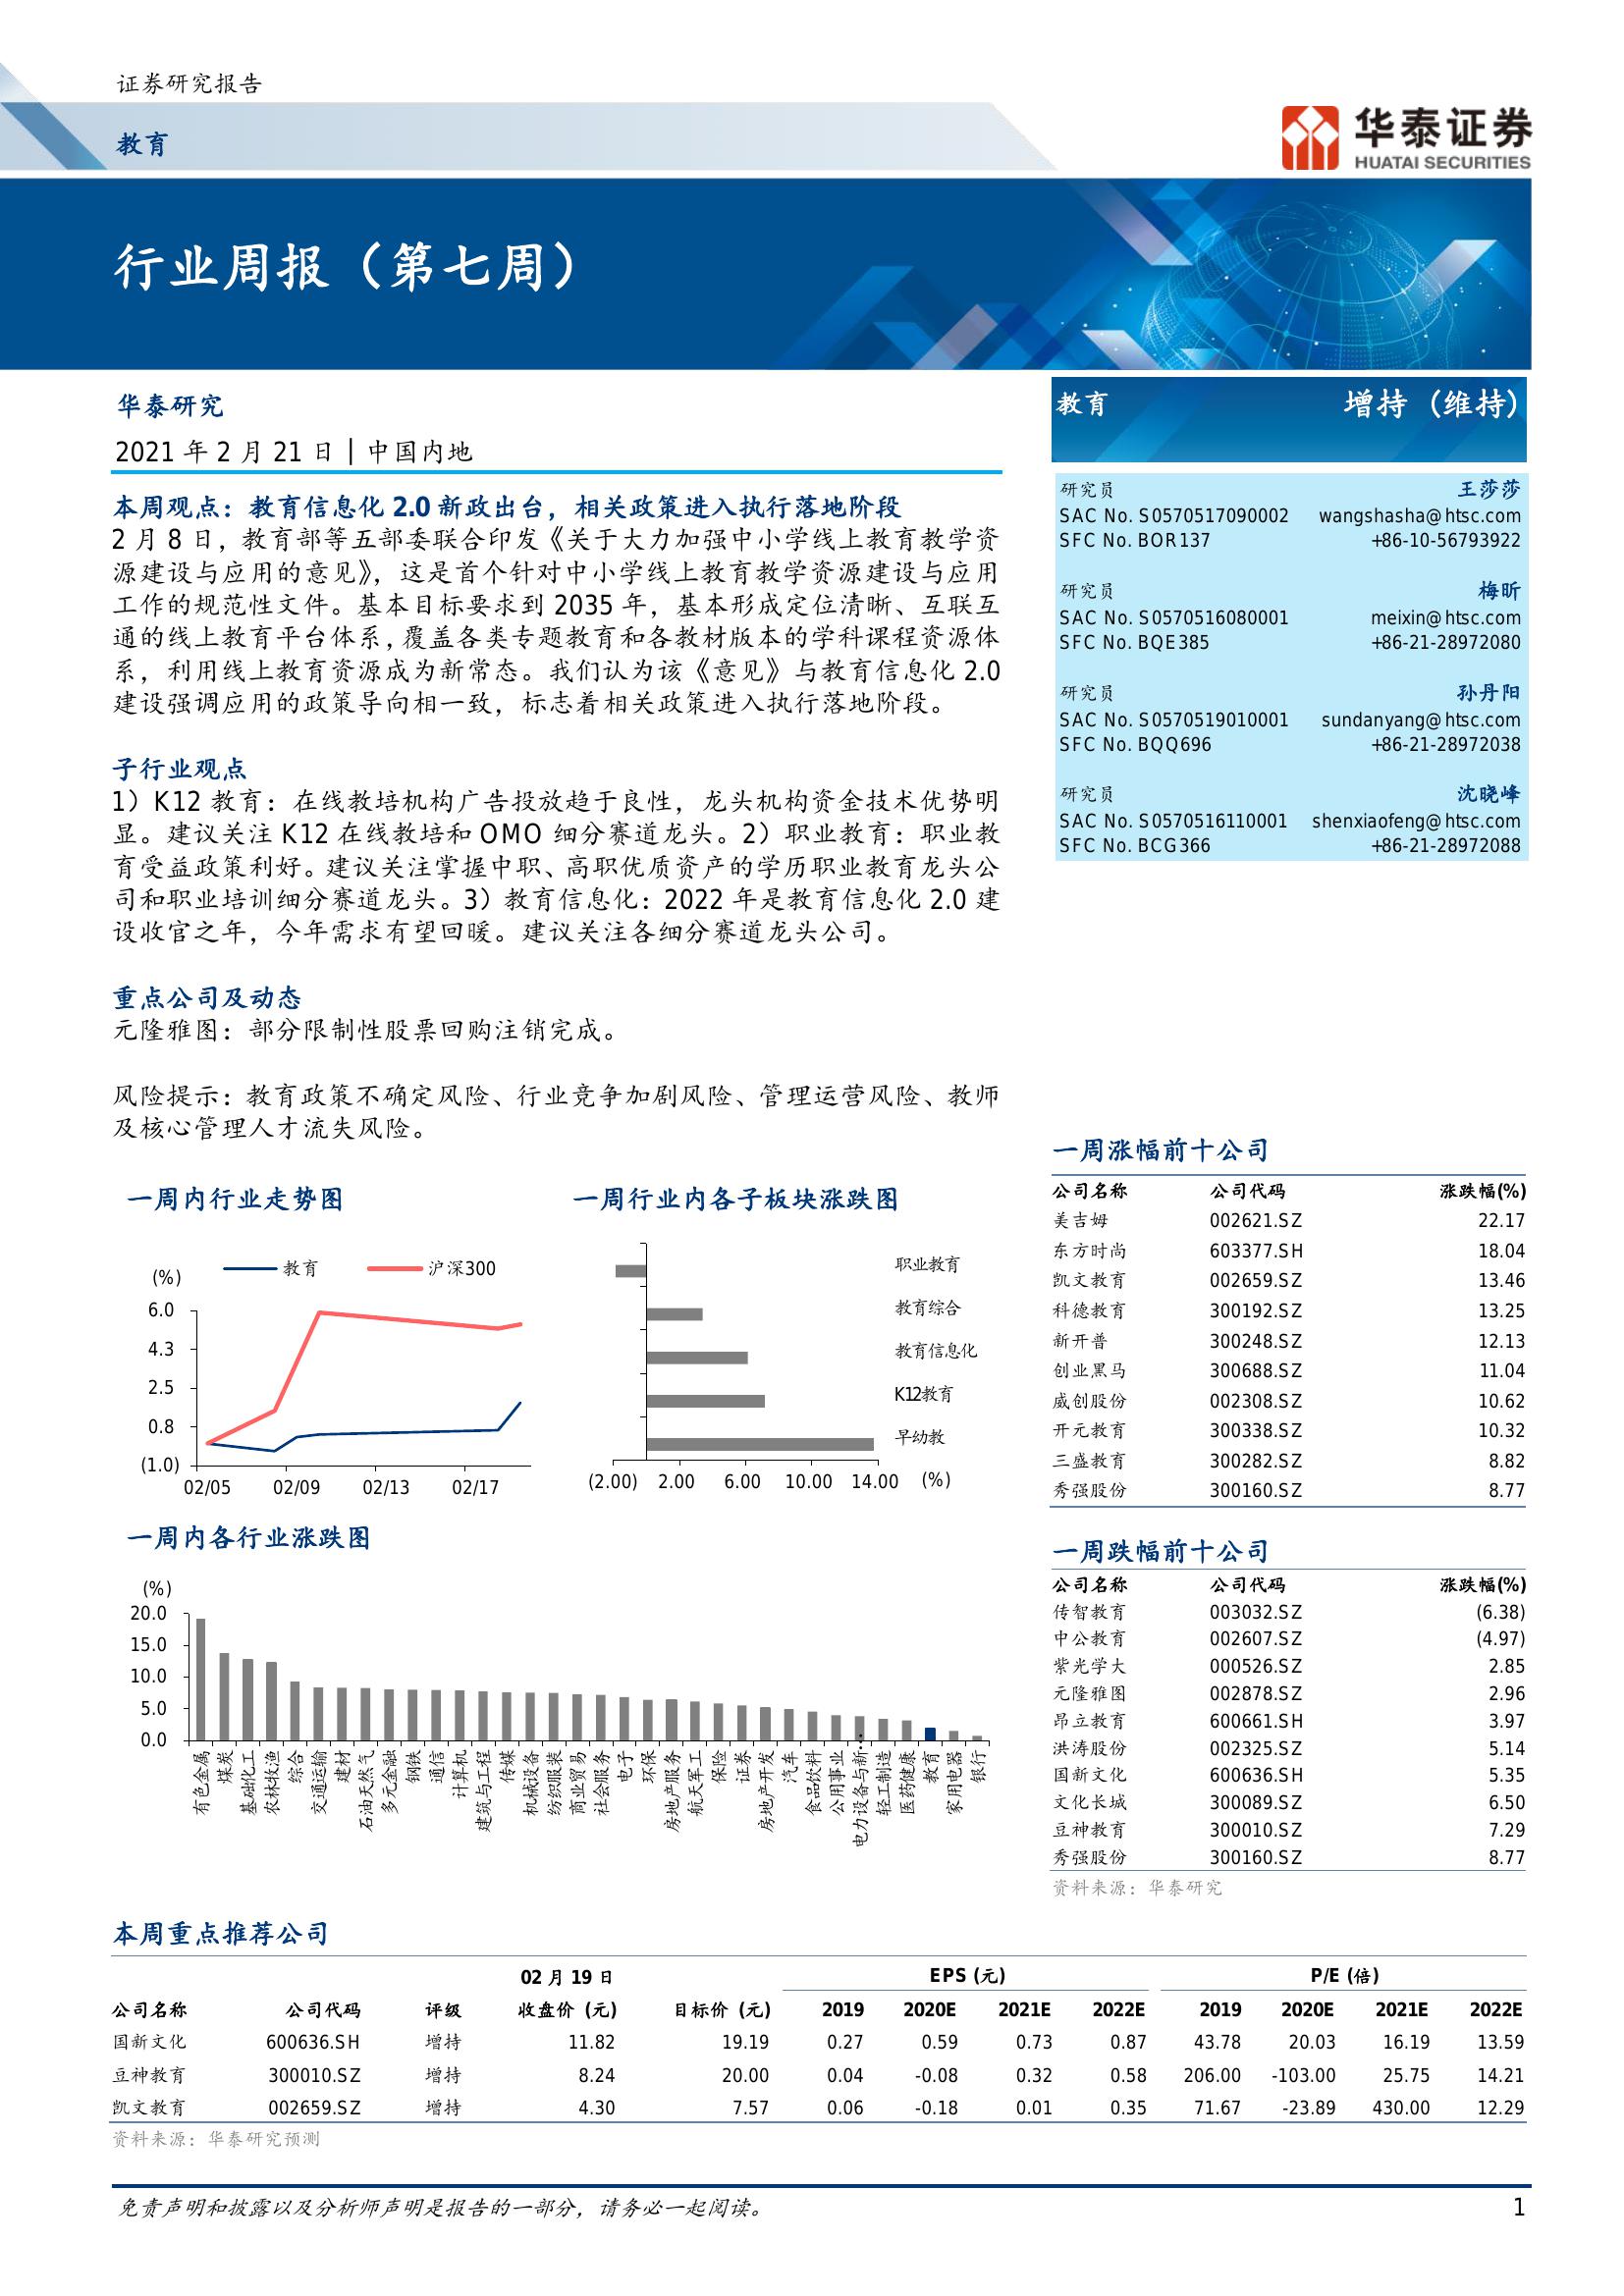 证券研究报告
教育
华泰证券
HUATAI SECURITIES
行业周报（第七周）
华泰研究
2021 年 2 月 21 日│中国内地
本周观点：教育信息化 2.0 新政出台，相关政策进入执行落地阶段
2 月 8 日，教育部等五部委联合印发《关于大力加强中小学线上教育教学资
源建设与应用的意见》，这是首个针对中小学线上教育教学资源建设与应用
工作的规范性文件。基本目标要求到 2035 年，基本形成定位清晰、互联互
通的线上教育平台体系，覆盖各类专题教育和各教材版本的学科课程资源体
系，利用线上教育资源成为新常态。我们认为该《意见》与教育信息化 2.0
建设强调应用的政策导向相一致，标志着相关政策进入执行落地阶段。
子行业观点
1）K12 教育：在线教培机构广告投放趋于良性，龙头机构资金技术优势明
显。建议关注 K12 在线教培和 OMO 细分赛道龙头。2）职业教育：职业教
育受益政策利好。建议关注掌握中职、高职优质资产的学历职业教育龙头公
司和职业培训细分赛道龙头。3）教育信息化：2022 年是教育信息化 2.0 建
设收官之年，今年需求有望回暖。建议关注各细分赛道龙头公司。
重点公司及动态
元隆雅图：部分限制性股票回购注销完成。
风险提示：教育政策不确定风险、行业竞争加剧风险、管理运营风险、教师
及核心管理人才流失风险。
教育 增持（维持）
研究员 王莎莎
SAC No. S0570517090002 wangshasha@htsc.com
SFC No. BOR137 +86-10-56793922
研究员 梅昕
SAC No. S0570516080001 meixin@htsc.com
SFC No. BQE385 +86-21-28972080
研究员 孙丹阳
SAC No. S0570519010001 sundanyang@htsc.com
SFC No. BQQ696 +86-21-28972038
研究员 沈晓峰
SAC No. S0570516110001 shenxiaofeng@htsc.com
SFC No. BCG366 +86-21-28972088
一周内行业走势图
教育 沪深300
(%)
6.0
4.3
2.5
0.8
(1.0)
02/05 02/09 02/13 02/17
一周行业内各子板块涨跌图
职业教育
教育综合
教育信息化
K12教育
早幼教
(2.00) 2.00 6.00 10.00 14.00 (%)
一周内各行业涨跌图
(%)
20.0
15.0
10.0
5.0
0.0
有色金属
煤炭
基础化工
农林牧渔
综合
交通运输
建材
石油天然气
多元金融
钢铁
通信
计算机
建筑与工程
传媒
机械设备
纺织服装
商业贸易
社会服务
电子
环保
房地产服务
航天军工
保险
证券
房地产开发
汽车
食品饮料
公用事业
电力设备与新…
轻工制造
医药健康
教育
家用电器
银行
一周涨幅前十公司
公司名称 公司代码 涨跌幅(%)
美吉姆 002621.SZ 22.17
东方时尚 603377.SH 18.04
凯文教育 002659.SZ 13.46
科德教育 300192.SZ 13.25
新开普 300248.SZ 12.13
创业黑马 300688.SZ 11.04
威创股份 002308.SZ 10.62
开元教育 300338.SZ 10.32
三盛教育 300282.SZ 8.82
秀强股份 300160.SZ 8.77
一周跌幅前十公司
公司名称 公司代码 涨跌幅(%)
传智教育 003032.SZ (6.38)
中公教育 002607.SZ (4.97)
紫光学大 000526.SZ 2.85
元隆雅图 002878.SZ 2.96
昂立教育 600661.SH 3.97
洪涛股份 002325.SZ 5.14
国新文化 600636.SH 5.35
文化长城 300089.SZ 6.50
豆神教育 300010.SZ 7.29
秀强股份 300160.SZ 8.77
资料来源：华泰研究
本周重点推荐公司
02 月 19 日 EPS (元) P/E (倍)
公司名称 公司代码 评级 收盘价 (元) 目标价 (元) 2019 2020E 2021E 2022E 2019 2020E 2021E 2022E
国新文化 600636.SH 增持 11.82 19.19 0.27 0.59 0.73 0.87 43.78 20.03 16.19 13.59
豆神教育 300010.SZ 增持 8.24 20.00 0.04 -0.08 0.32 0.58 206.00 -103.00 25.75 14.21
凯文教育 002659.SZ 增持 4.30 7.57 0.06 -0.18 0.01 0.35 71.67 -23.89 430.00 12.29
资料来源：华泰研究预测
免责声明和披露以及分析师声明是报告的一部分，请务必一起阅读。 1